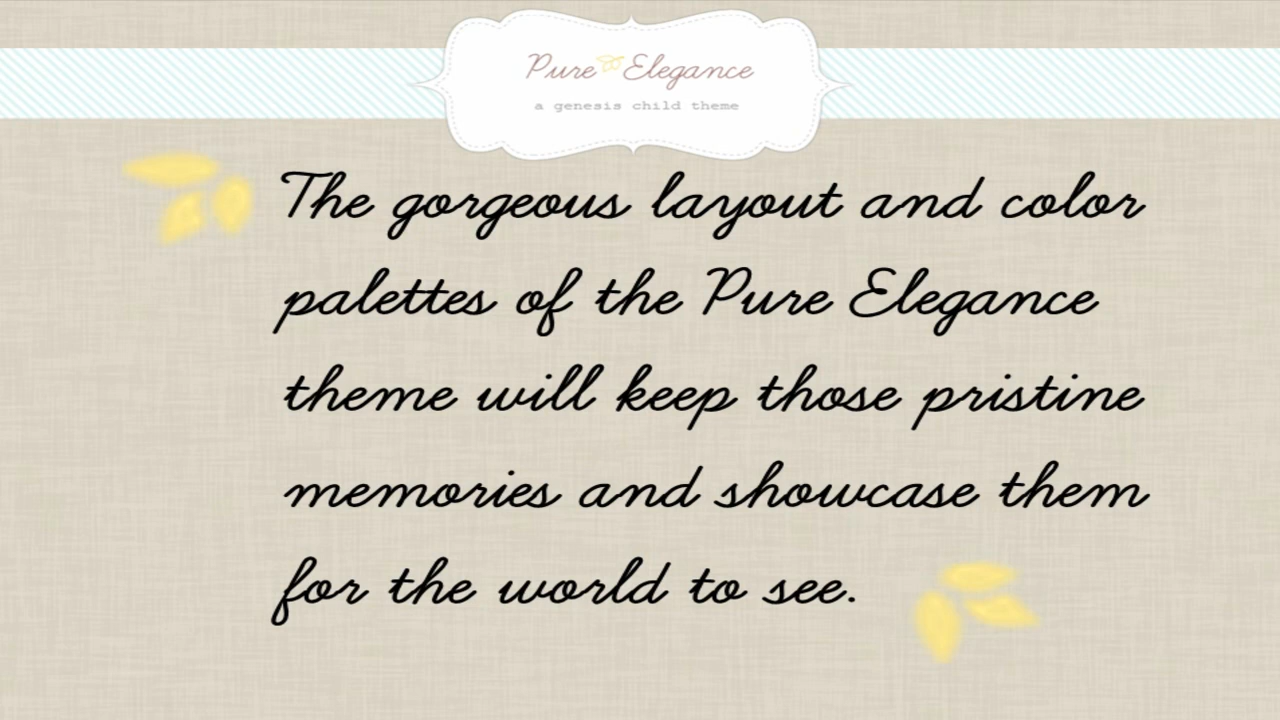 Pure Elegance
a genesis child theme
The gorgeous layout and color
palettes of the Pure Elegance
theme will keep those pristine
memories and showcase them
for the world to see.